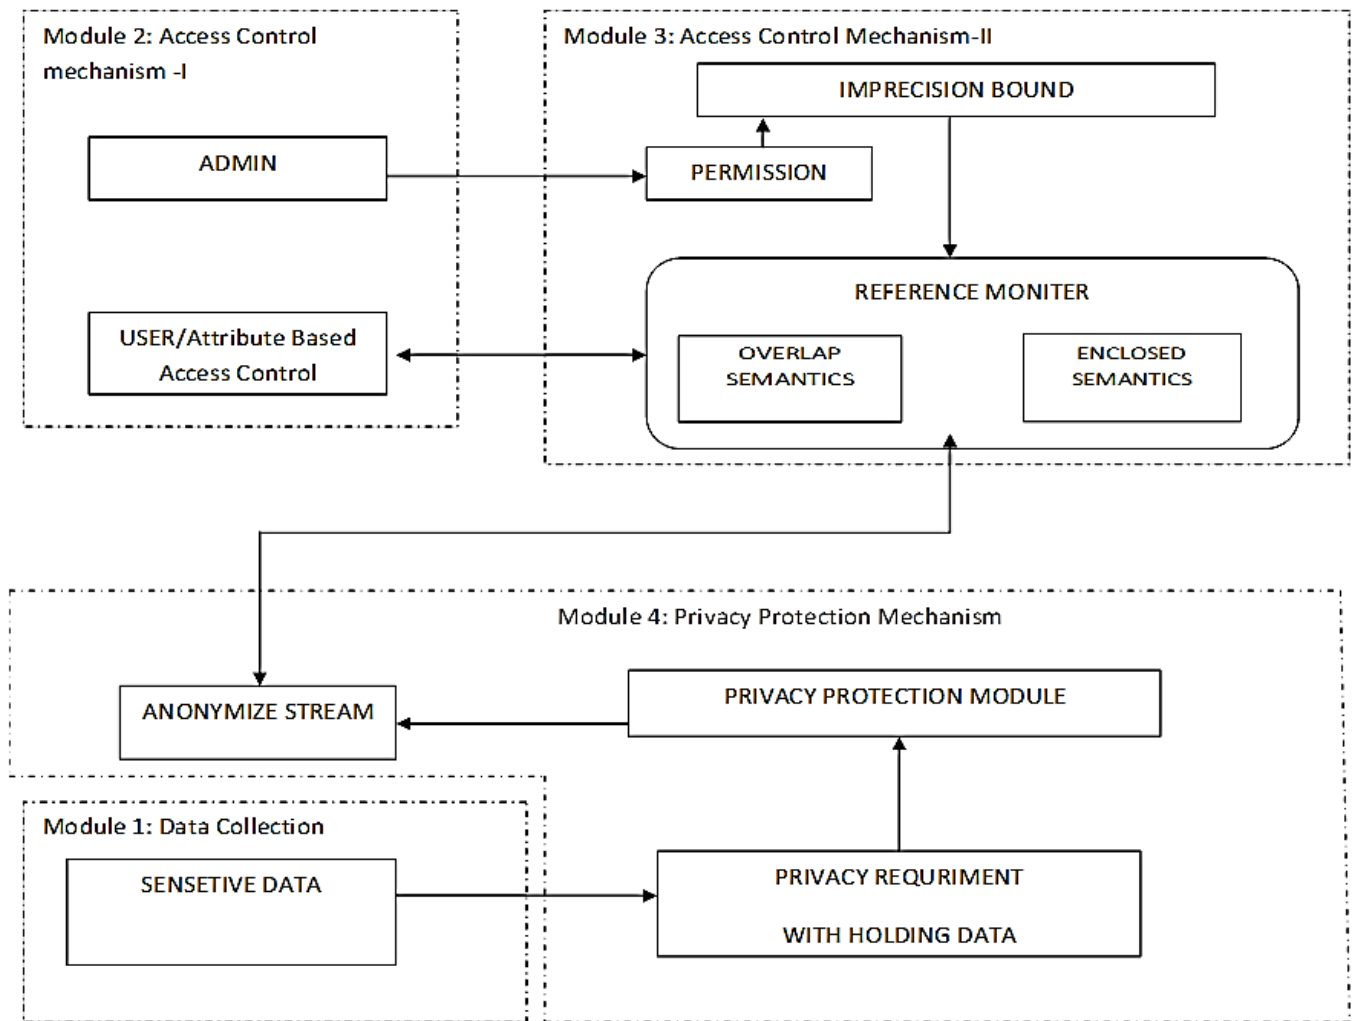 Module 2: Access Control
mechanism -I
ADMIN
USER/Attribute Based
Access Control
Module 3: Access Control Mechanism-II
IMPRECISION BOUND
PERMISSION
REFERENCE MONITER
OVERLAP
SEMANTICS
ENCLOSED
SEMANTICS
Module 4: Privacy Protection Mechanism
ANONYMIZE STREAM
PRIVACY PROTECTION MODULE
Module 1: Data Collection
SENSETIVE DATA
PRIVACY REQURIMENT
WITH HOLDING DATA